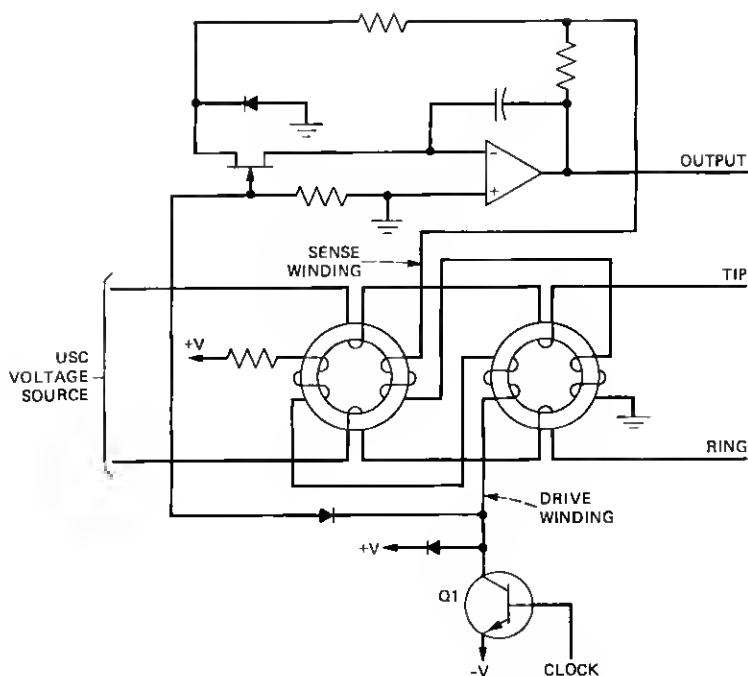 -
+
OUTPUT
SENSE
WINDING
TIP
+V
USC
VOLTAGE
SOURCE
RING
DRIVE
WINDING
+V
Q1
-V
CLOCK